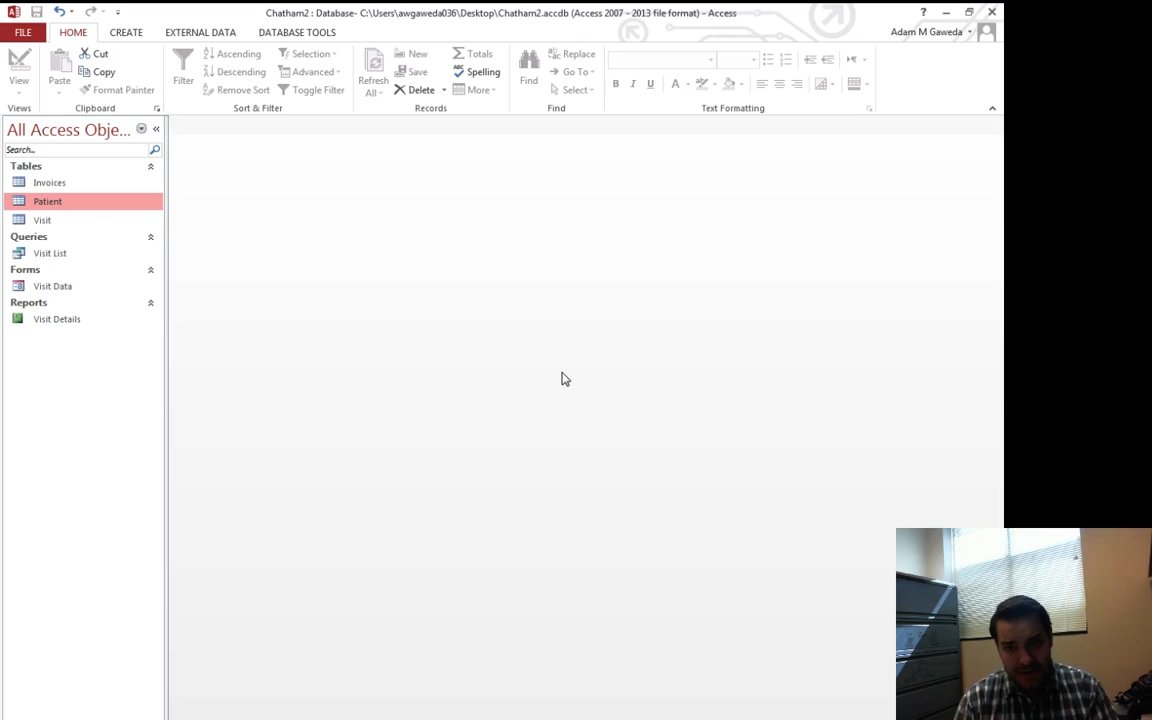 Chatham2 : Database- C:\Users\awgaweda036\Desktop\Chatham2.accdb (Access 2007 - 2013 file format) - Access
?
FILE HOME CREATE EXTERNAL DATA DATABASE TOOLS
Adam M Gaweda
View
Views
Paste
Cut
Copy
Format Painter
Clipboard
Filter
Ascending
Descending
Remove Sort
Selection
Advanced
Toggle Filter
Sort & Filter
Refresh
All
New
Save
Delete
Totals
Spelling
More
Records
Find
Replace
Go To
Select
Find
B I U A
Text Formatting
All Access Obje...
Search...
Tables
Invoices
Patient
Visit
Queries
Visit List
Forms
Visit Data
Reports
Visit Details